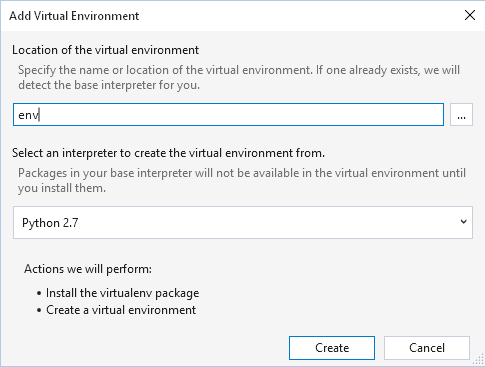 Add Virtual Environment
Location of the virtual environment
Specify the name or location of the virtual environment. If one already exists, we will
detect the base interpreter for you.
env
...
Select an interpreter to create the virtual environment from.
Packages in your base interpreter will not be available in the virtual environment until
you install them.
Python 2.7
Actions we will perform:
• Install the virtualenv package
• Create a virtual environment
Create
Cancel